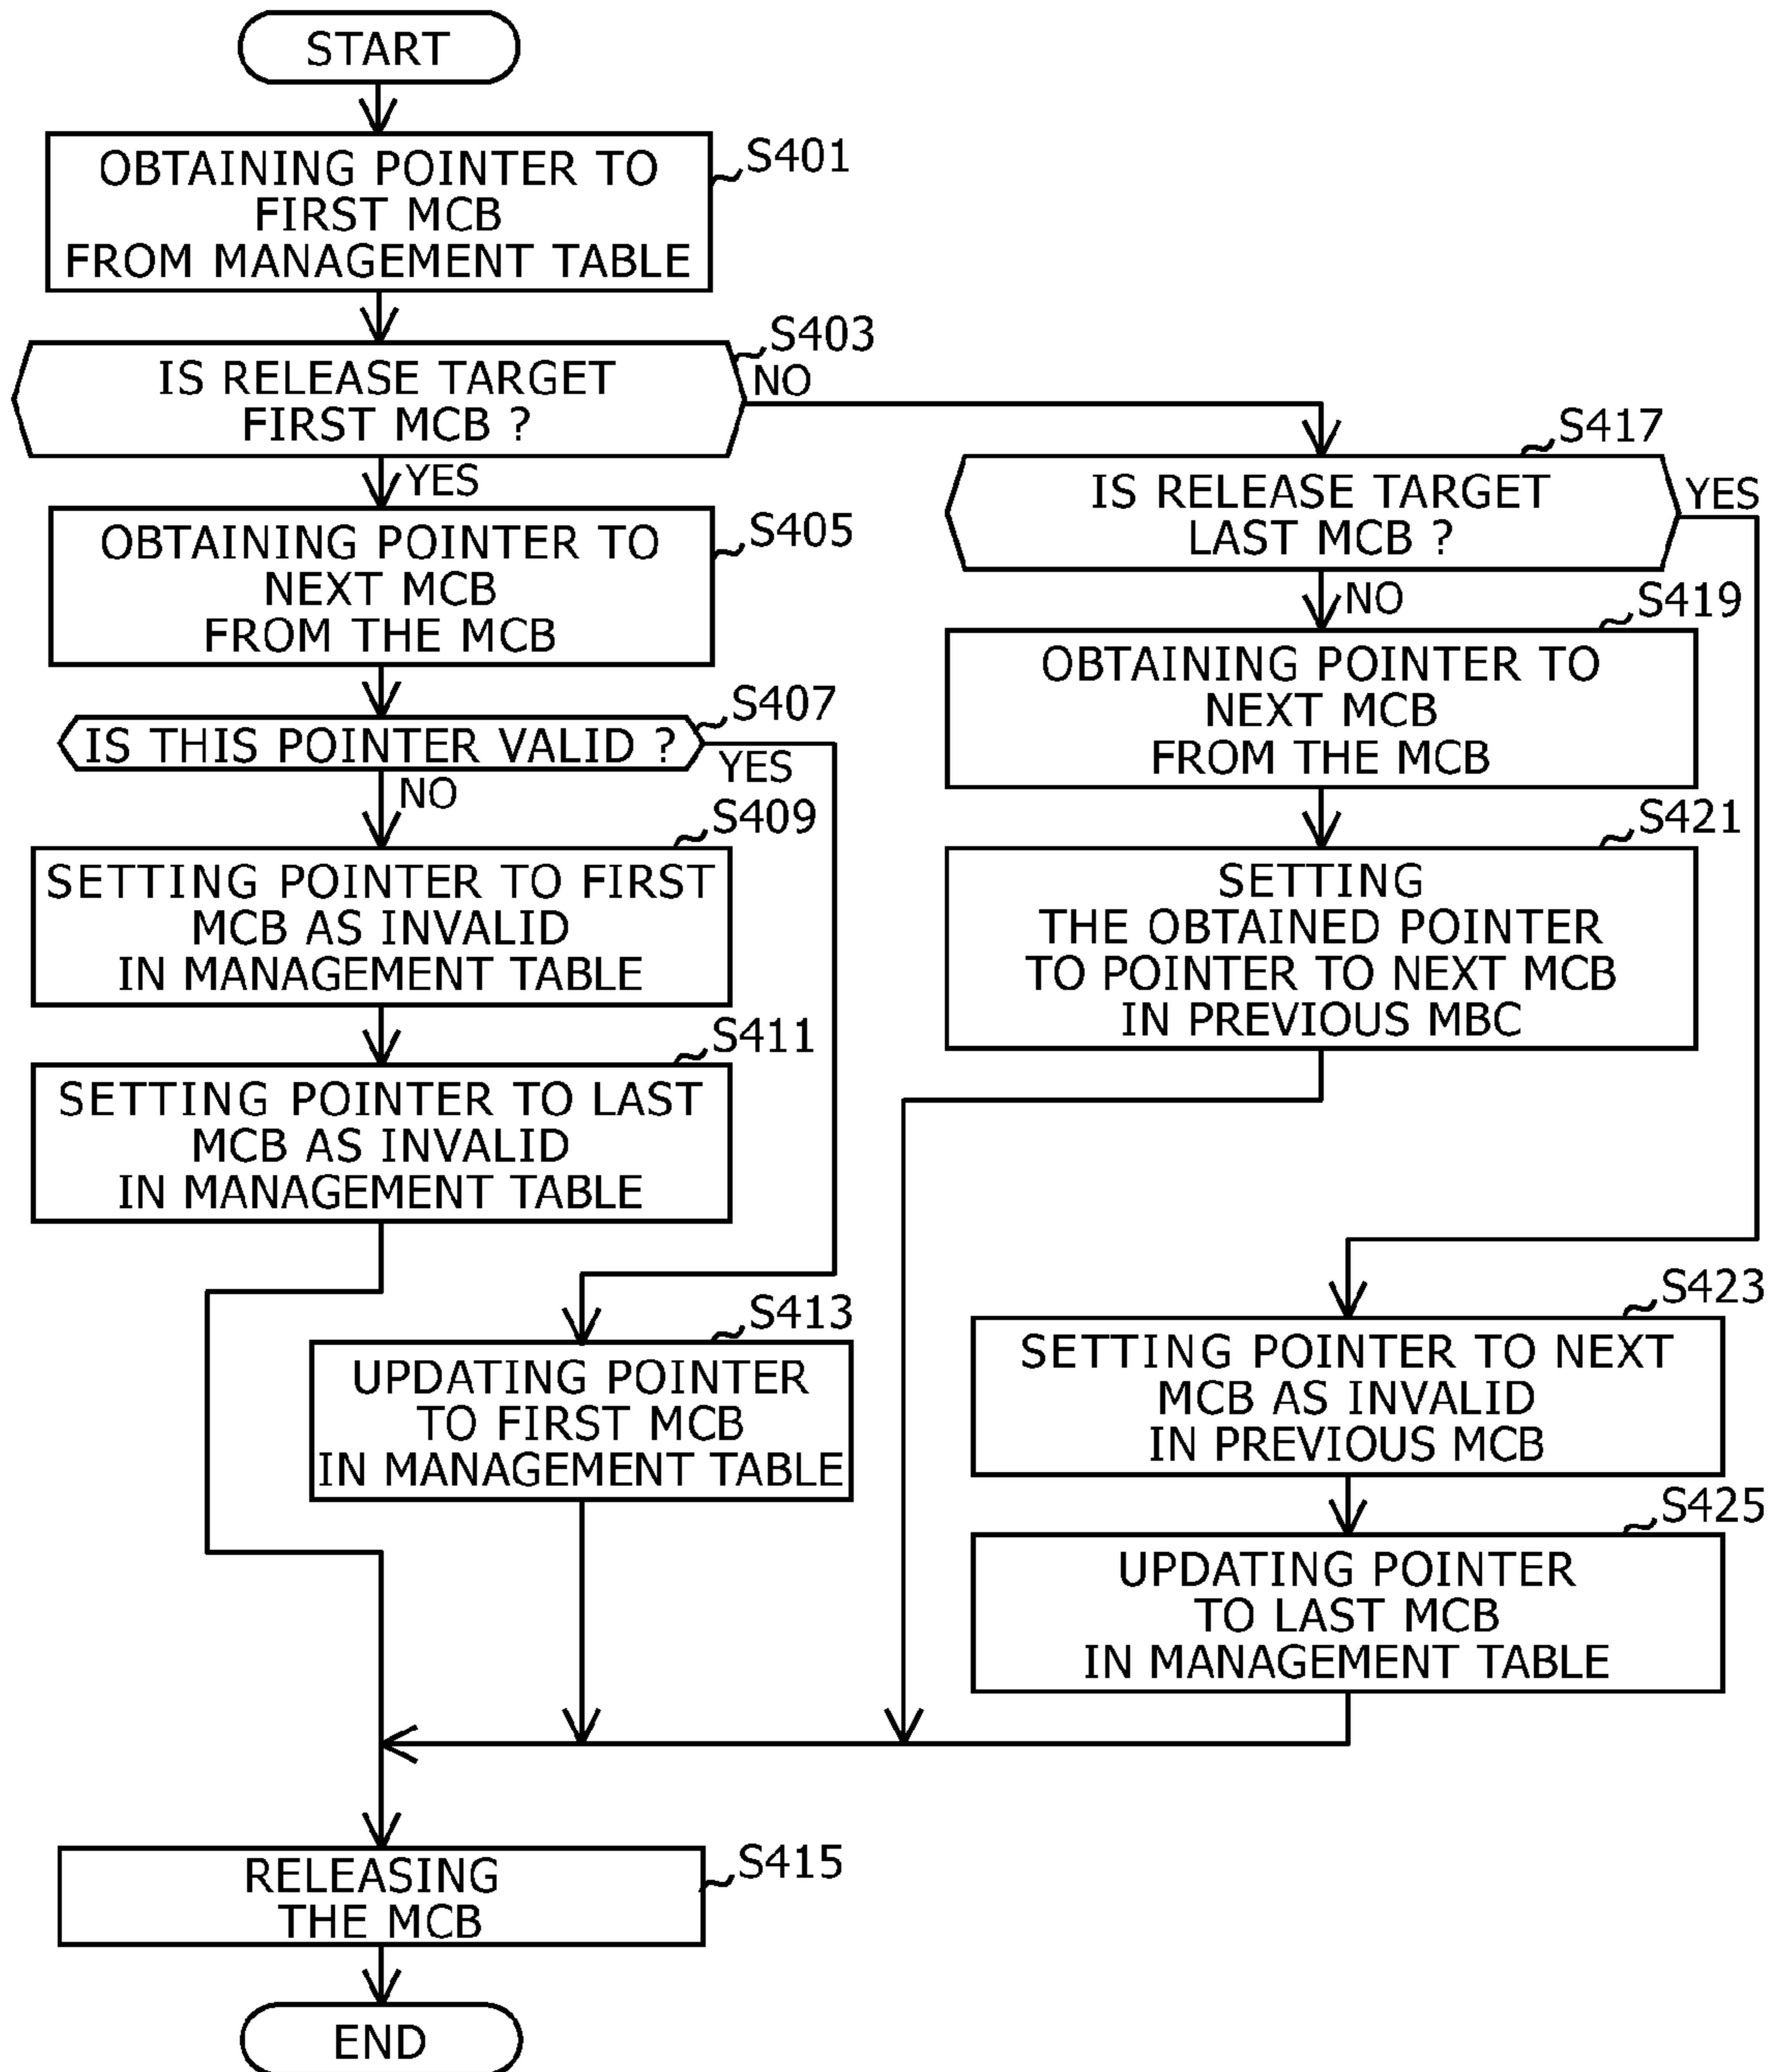 START
OBTAINING POINTER TO
FIRST MCB
FROM MANAGEMENT TABLE
S401
IS RELEASE TARGET
FIRST MCB ?
S403
NO
YES
OBTAINING POINTER TO
NEXT MCB
FROM THE MCB
S405
IS THIS POINTER VALID ?
S407
YES
NO
S409
SETTING POINTER TO FIRST
MCB AS INVALID
IN MANAGEMENT TABLE
S411
SETTING POINTER TO LAST
MCB AS INVALID
IN MANAGEMENT TABLE
S413
UPDATING POINTER
TO FIRST MCB
IN MANAGEMENT TABLE
S417
IS RELEASE TARGET
LAST MCB ?
YES
NO
S419
OBTAINING POINTER TO
NEXT MCB
FROM THE MCB
S421
SETTING
THE OBTAINED POINTER
TO POINTER TO NEXT MCB
IN PREVIOUS MBC
S423
SETTING POINTER TO NEXT
MCB AS INVALID
IN PREVIOUS MCB
S425
UPDATING POINTER
TO LAST MCB
IN MANAGEMENT TABLE
RELEASING
THE MCB
S415
END